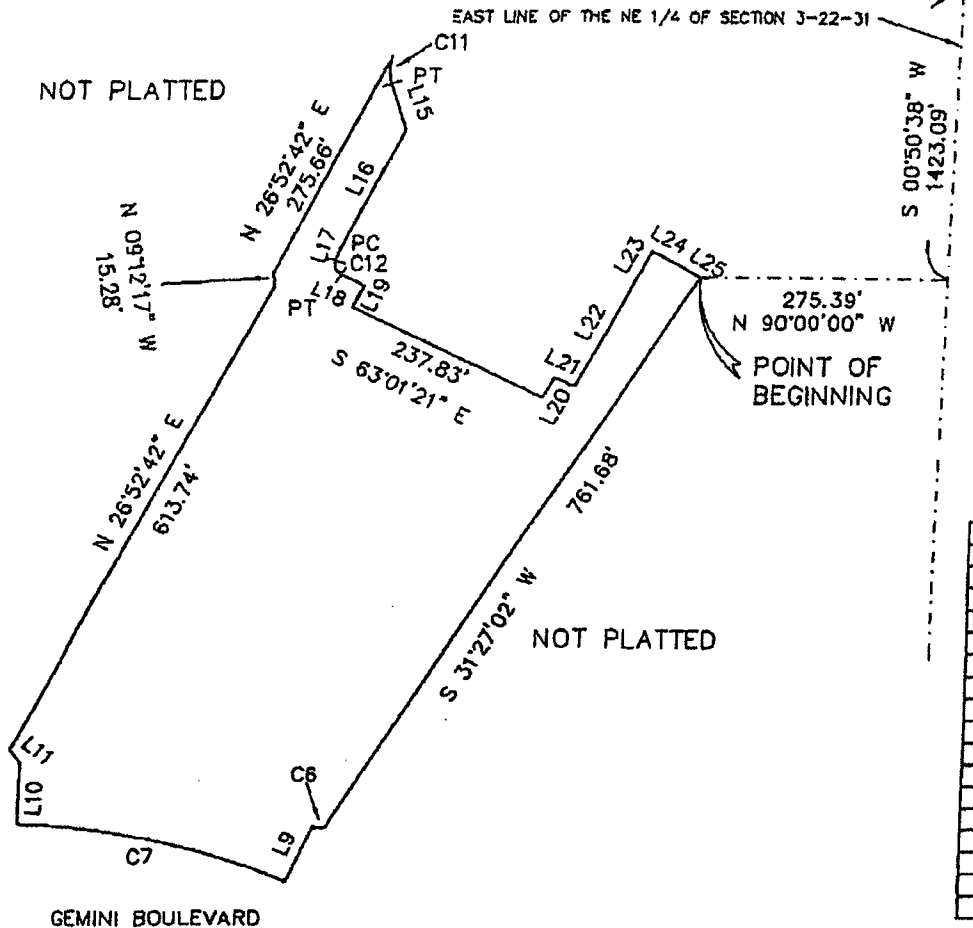 EAST LINE OF THE NE 1/4 OF SECTION 3-22-31
C11
NOT PLATTED
PT
L15
N 26°52'42" E
275.66'
L16
S 00°50'38" W
1423.09'
N 09°12'17" W
15.28'
L17
PC
C12
L18
PT
L19
L23
L24
L25
L22
275.39'
N 90°00'00" W
237.83'
S 63°01'21" E
L21
L20
POINT OF
BEGINNING
N 26°52'42" E
613.74'
761.68'
S 31°27'02" W
NOT PLATTED
L11
L10
C6
L9
C7
GEMINI BOULEVARD